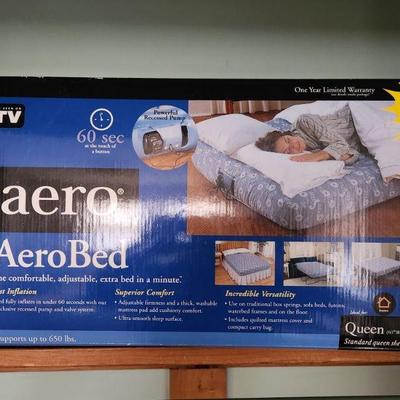 SEEN ON
TV
One Year Limited Warranty
60 sec
at the touch of
a button
Powerful
Recessed Pump
aero®
AeroBed
comfortable, adjustable, extra bed in a minute.
Inflation
fully inflates in under 60 seconds with our
exclusive recessed pump and valve system.
Superior Comfort
• Adjustable firmness and a thick, washable
mattress pad add cushiony comfort.
• Ultra-smooth sleep surface.
Incredible Versatility
• Use on traditional box springs, sofa beds, futons,
waterbed frames and on the floor.
• Includes quilted mattress cover and
compact carry bag.
Ideal for
Queen
Standard queen
supports up to 650 lbs.